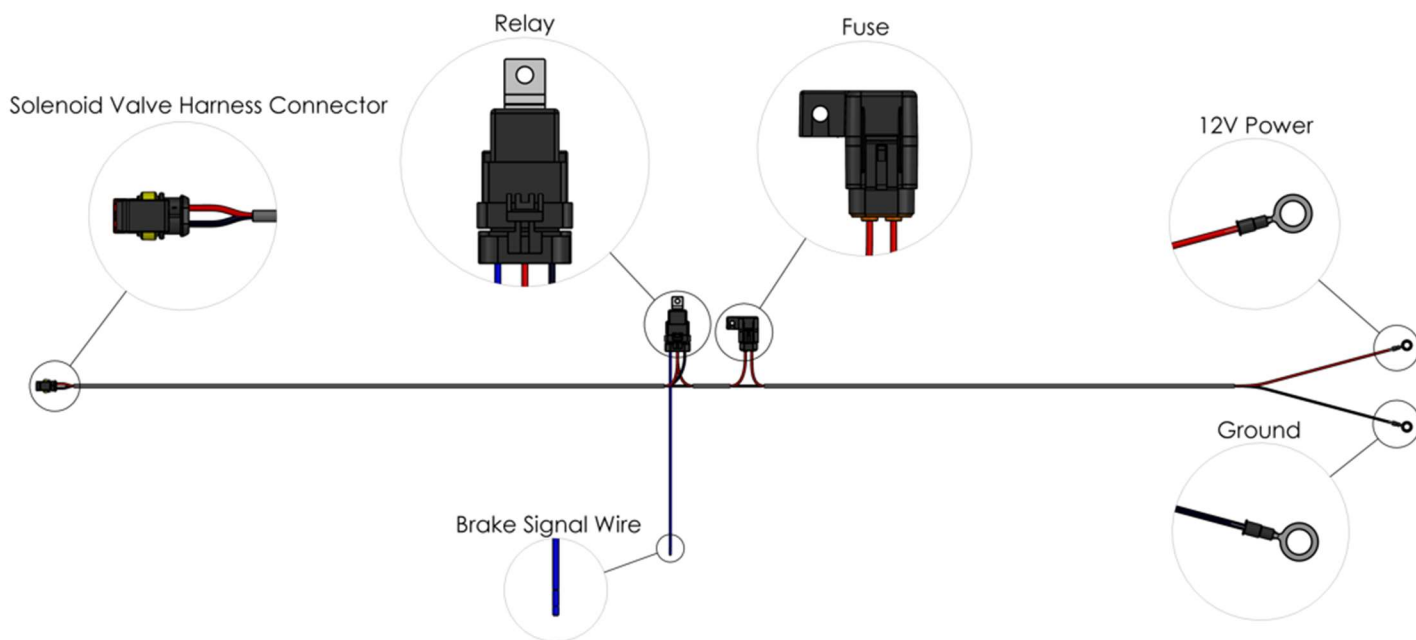 Relay
Fuse
Solenoid Valve Harness Connector
12V Power
Ground
Brake Signal Wire